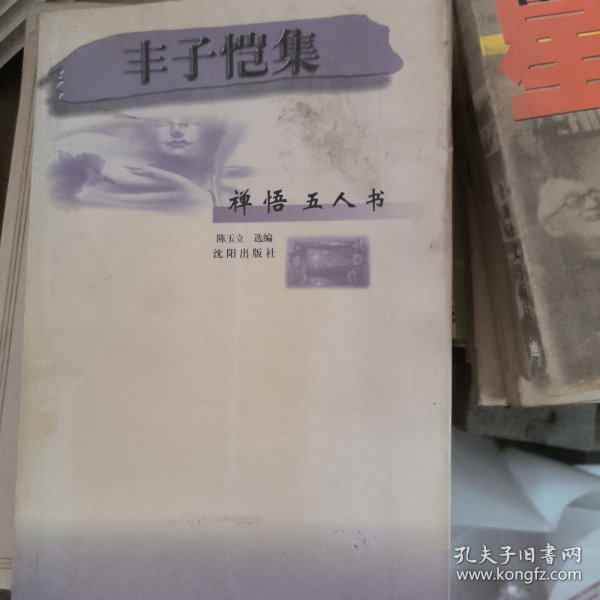 丰子恺集
禅悟五人书
陈玉立 选编
沈阳出版社
孔夫子旧书网
www.kongfz.com